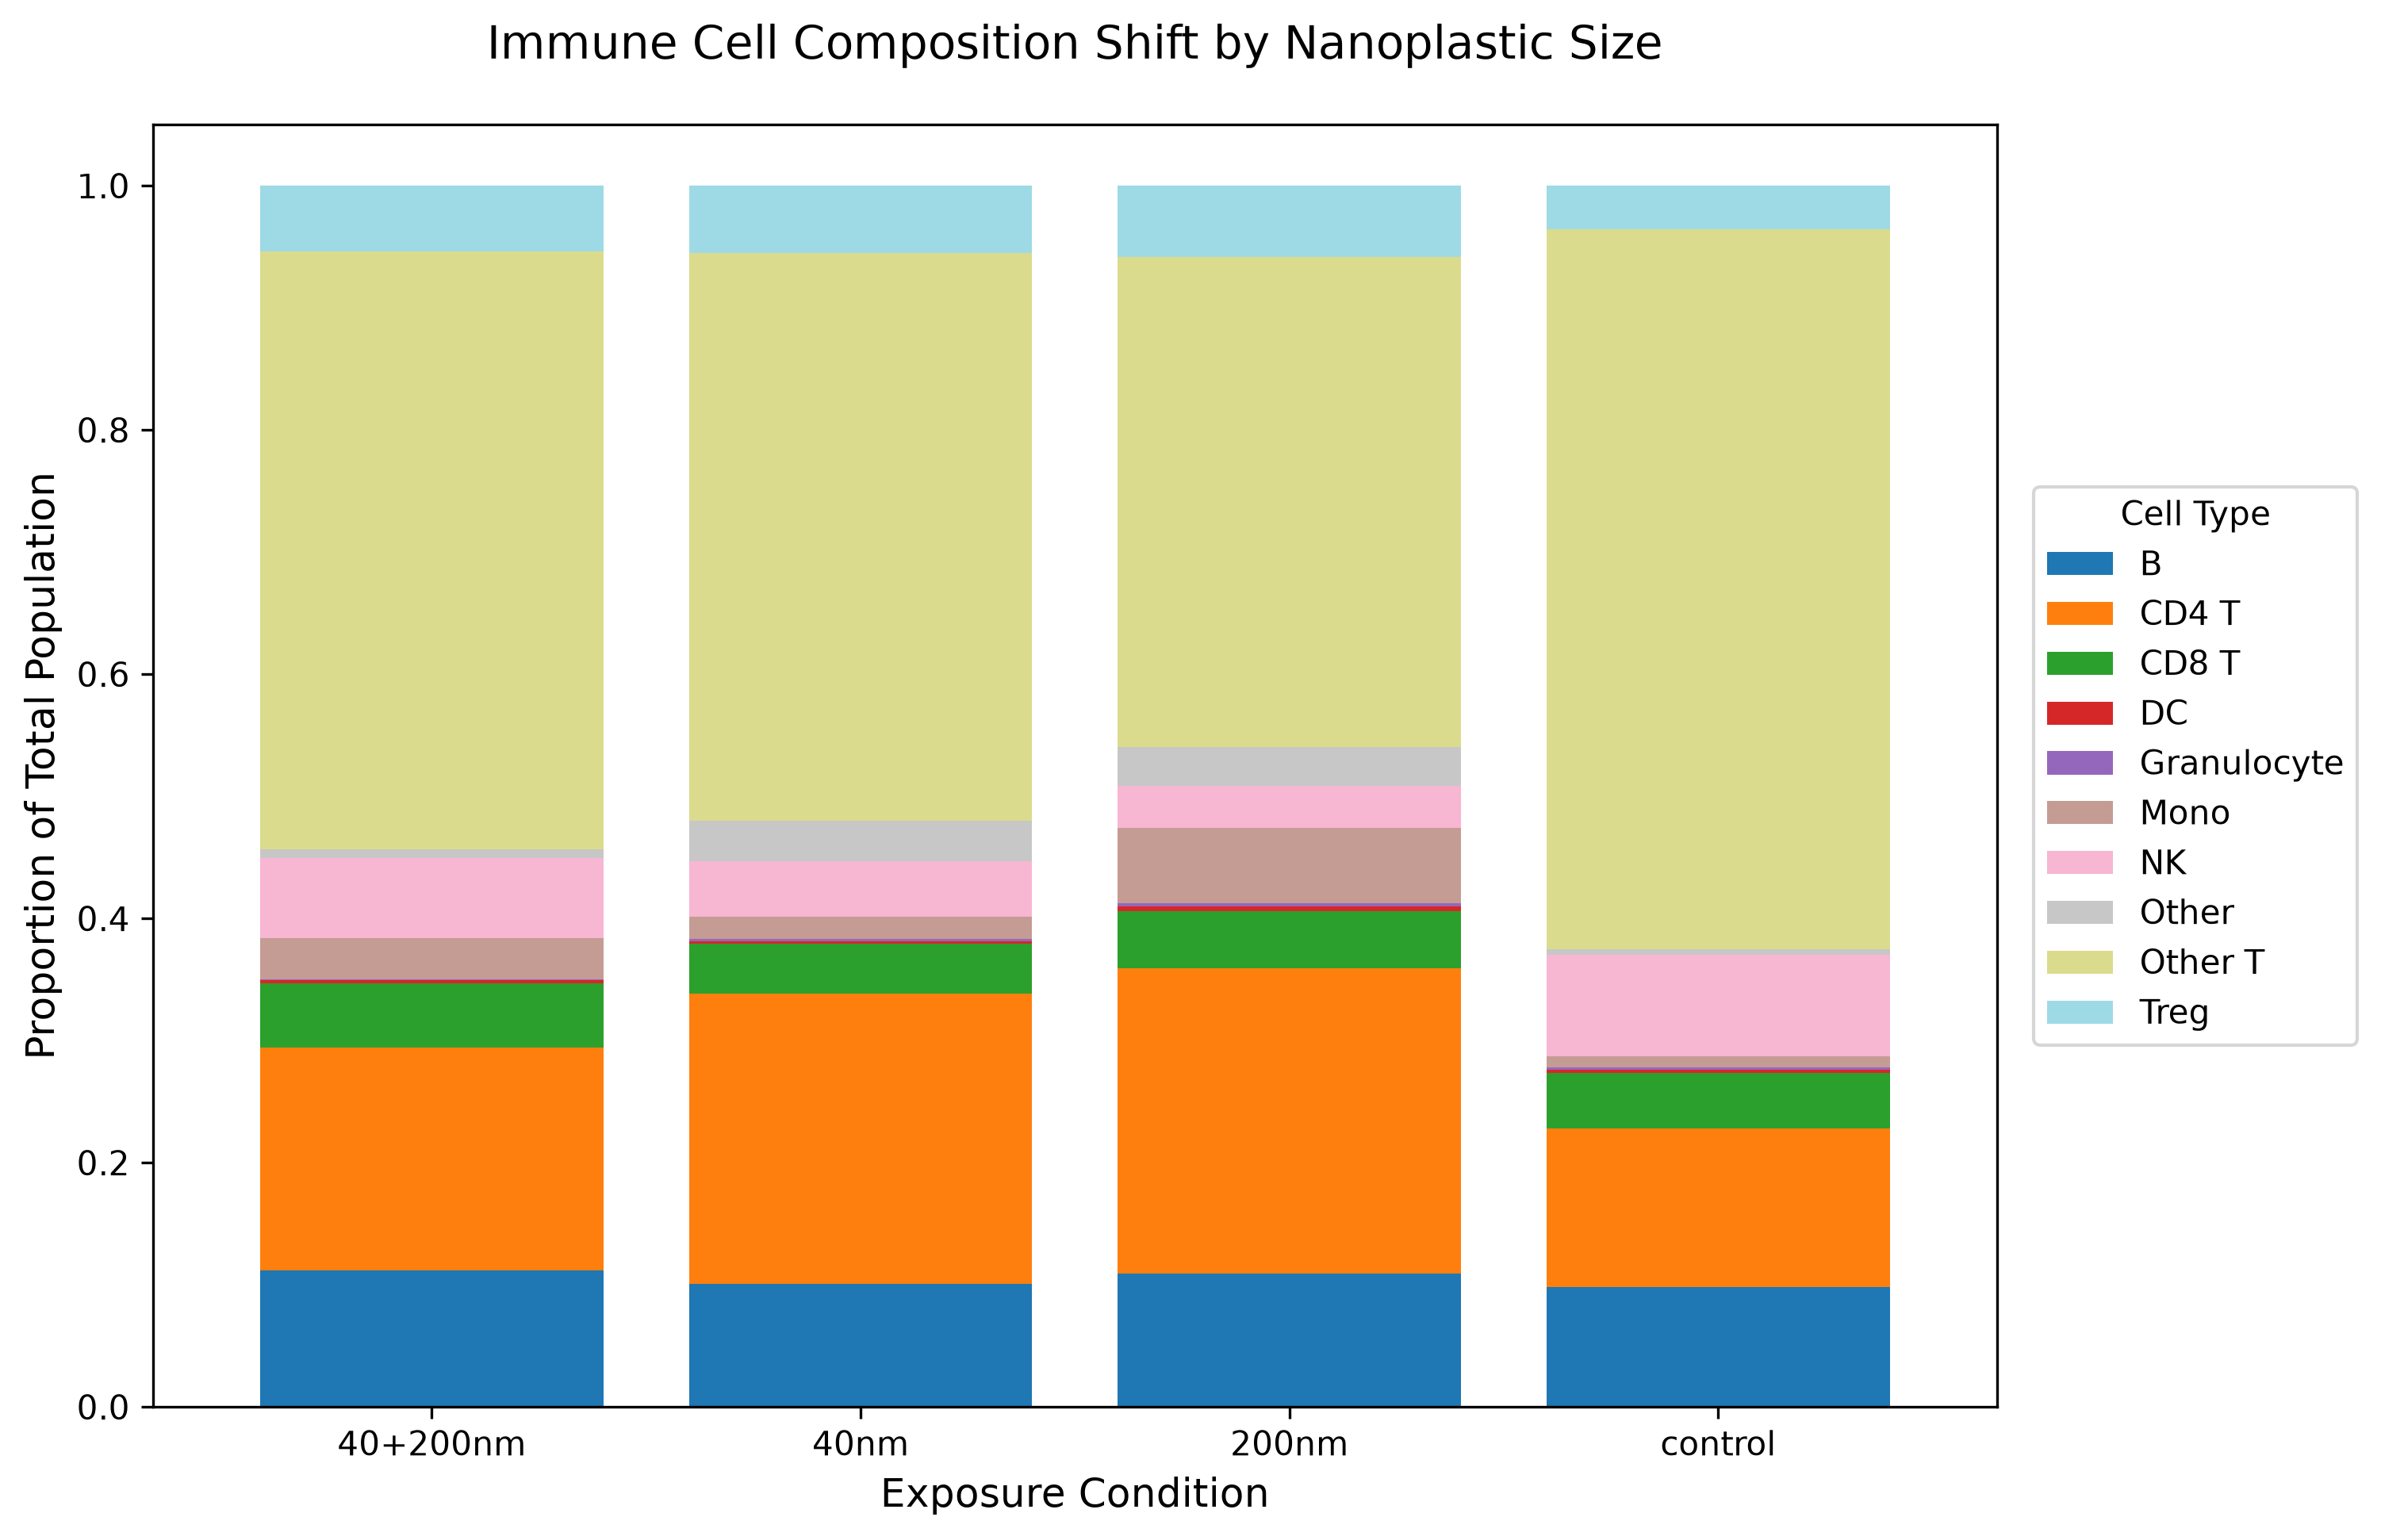 Immune Cell Composition Shift by Nanoplastic Size
Proportion of Total Population
1.0
0.8
0.6
0.4
0.2
0.0
40+200nm
40nm
200nm
control
Exposure Condition
Cell Type
B
CD4 T
CD8 T
DC
Granulocyte
Mono
NK
Other
Other T
Treg